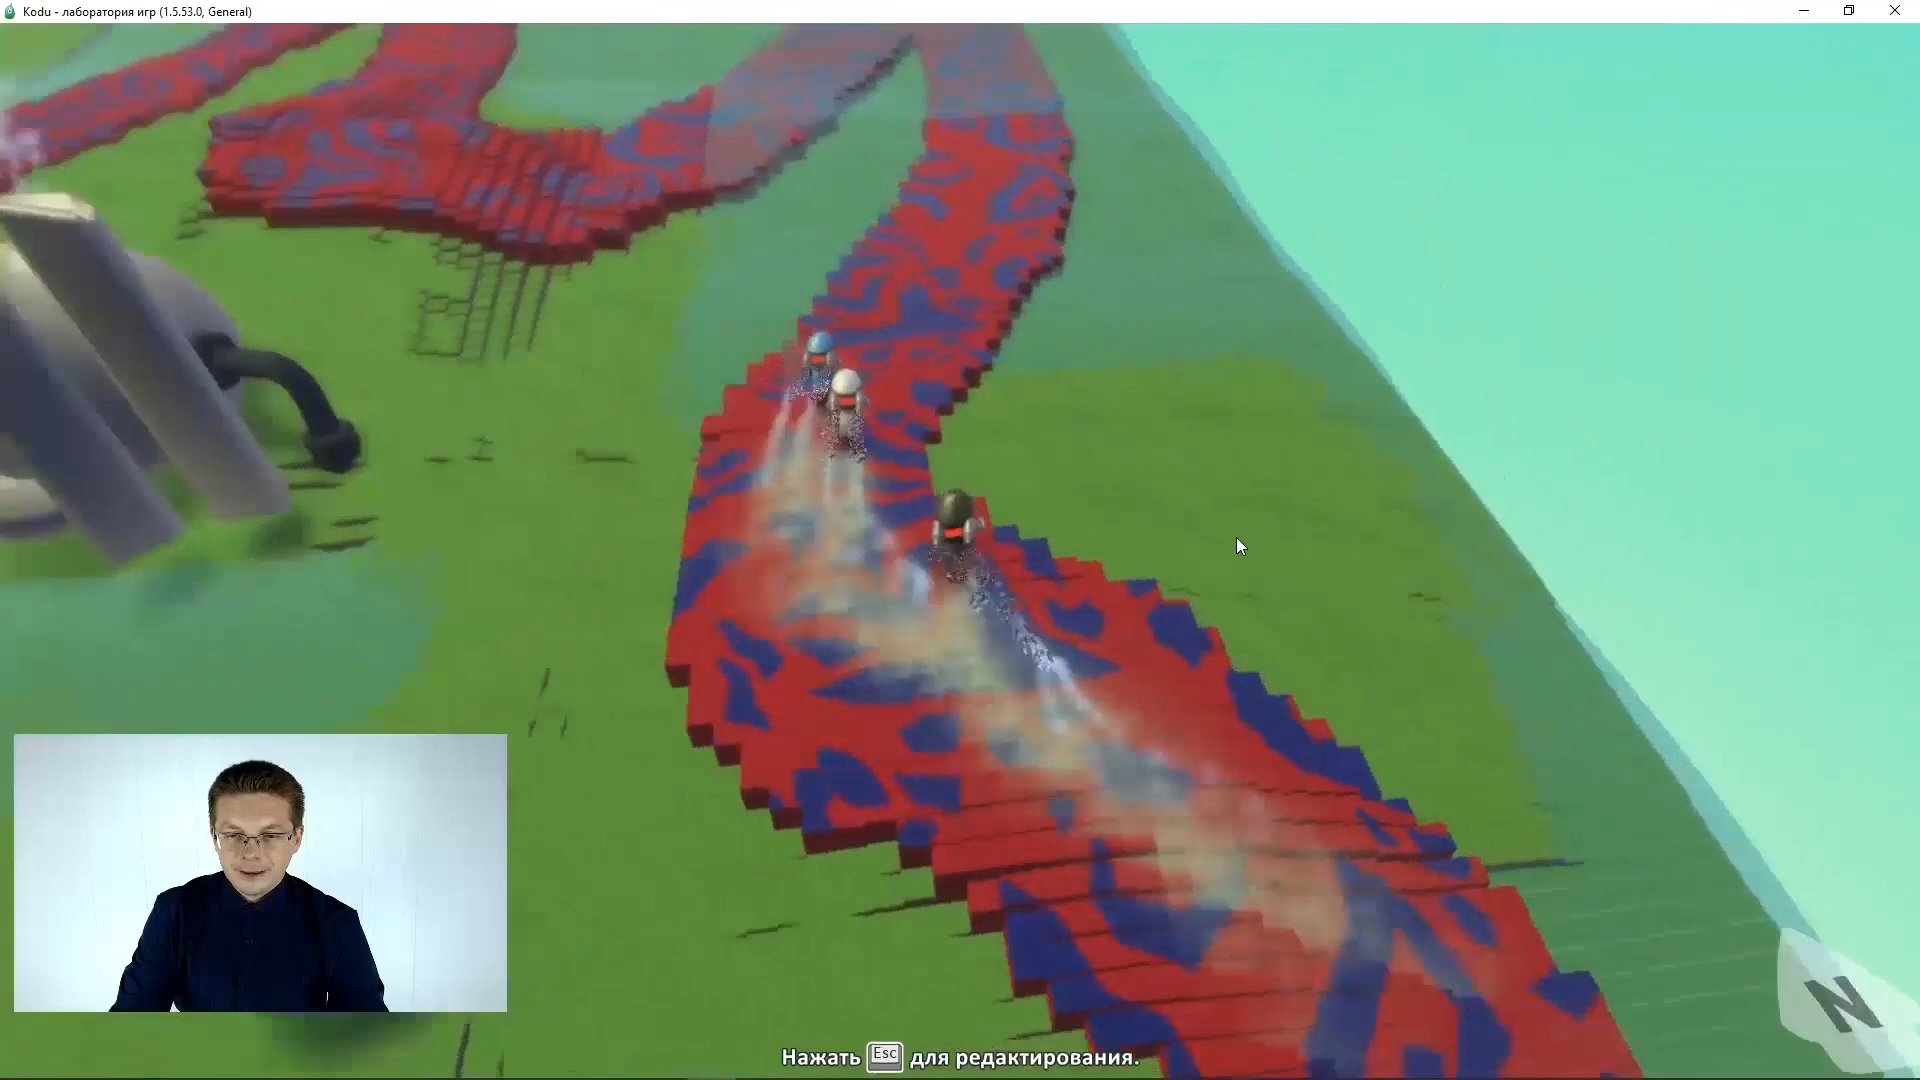 Kodu - лаборатория игр (1.5.53.0, General)
N
Нажать Esc для редактирования.